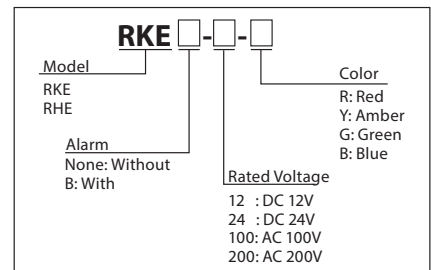 RKE □-□-□
Model
RKE
RHE
Color
R: Red
Y: Amber
G: Green
B: Blue
Alarm
None: Without
B: With
Rated Voltage
12 : DC 12V
24 : DC 24V
100: AC 100V
200: AC 200V